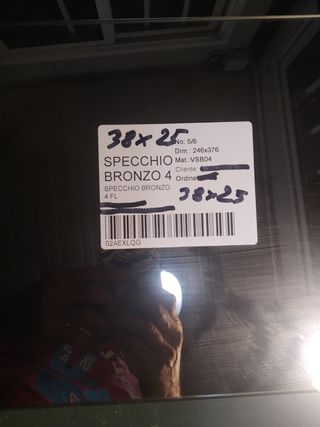 38x25
No: 5/6
SPECCHIO
BRONZO 4
Dim.: 246x376
Mat. VSB04
Cliente
Ordine
SPECCHIO BRONZO
4 FL
38x25
02AEXLQG